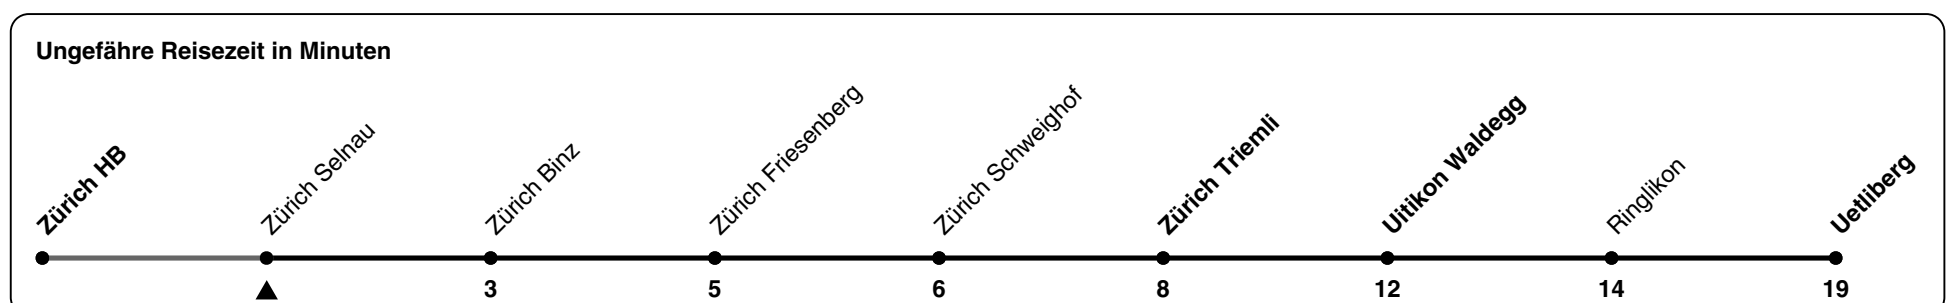 Ungefähre Reisezeit in Minuten
Zürich HB
Zürich Selnau
Zürich Binz
Zürich Friesenberg
Zürich Schweighof
Zürich Triemli
Uitikon Waldegg
Ringlikon
Uetliberg
3 5 6 8 12 14 19